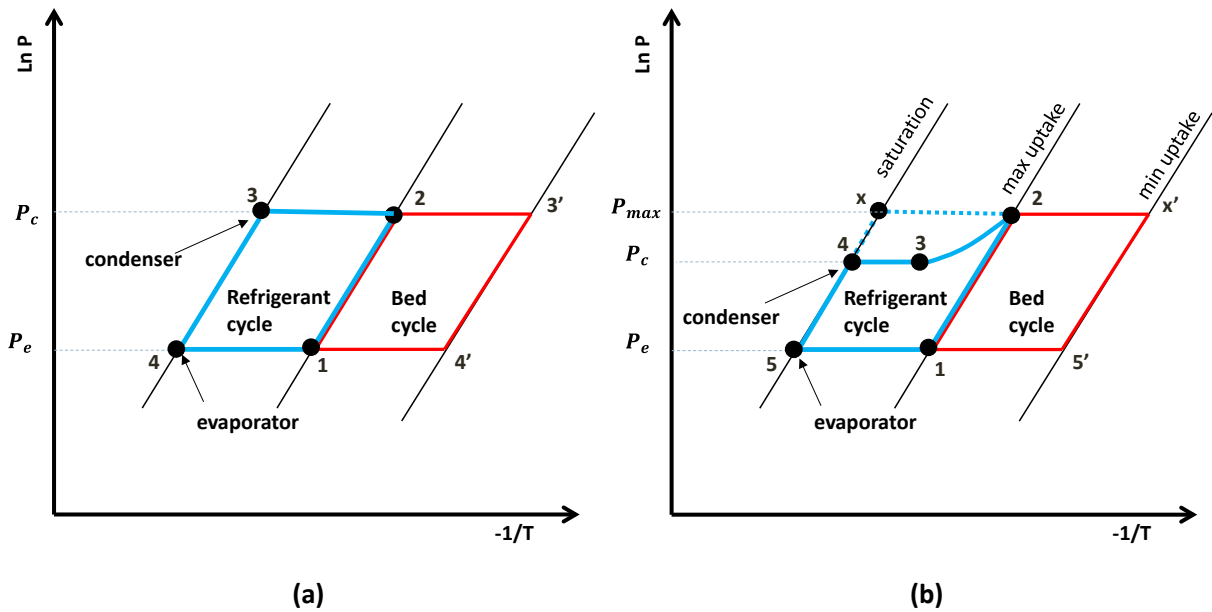 Ln P
3
2
3'
P_c
condenser
Refrigerant
cycle
Bed
cycle
P_e
4
1
4'
evaporator
-1/T
(a)
Ln P
saturation
max uptake
min uptake
x
2
x'
P_max
4
3
P_c
condenser
Refrigerant
cycle
Bed
cycle
P_e
5
1
5'
evaporator
-1/T
(b)